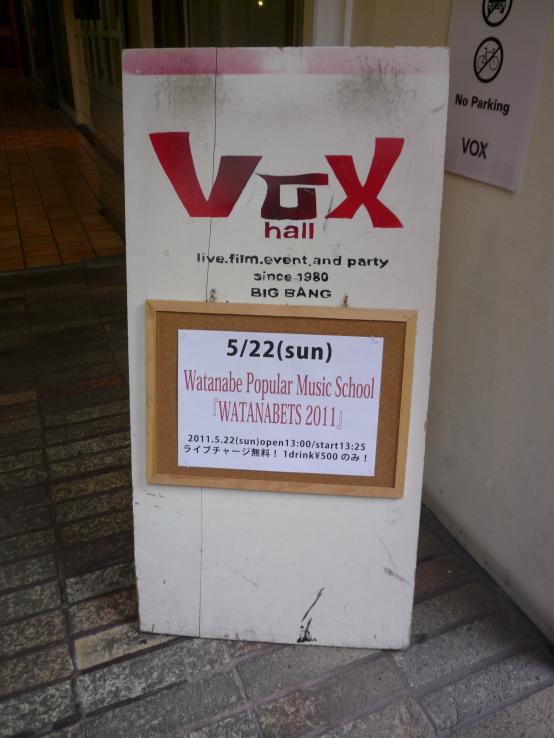 VOX
hall
live.film.event.and party
since 1980
BIG BANG
5/22(sun)
Watanabe Popular Music School
『WATANABETS 2011』
2011.5.22(sun)open13:00/start13:25
ライブチャージ無料！ 1drink¥500 のみ！
No Parking
VOX